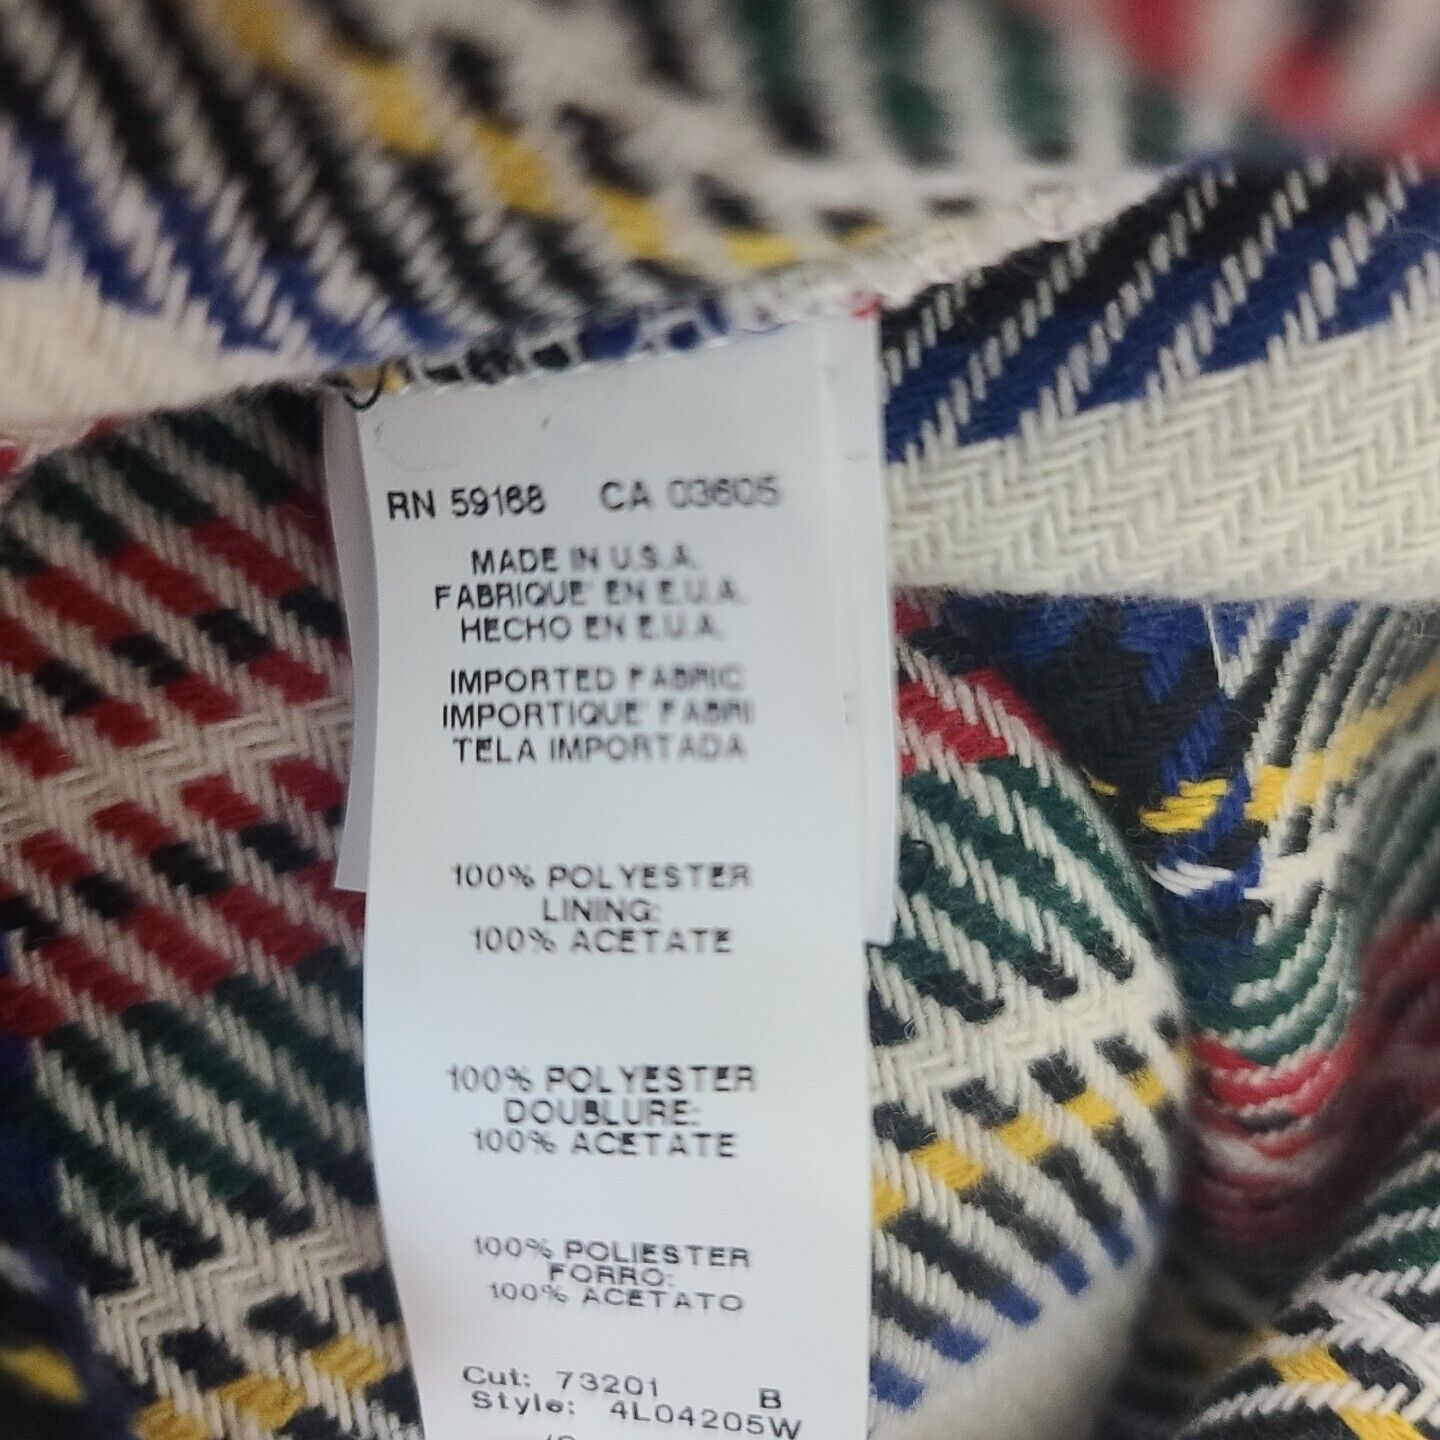 RN 59168 CA 03605
MADE IN U.S.A.
FABRIQUE' EN E.U.A.
HECHO EN E.U.A.
IMPORTED FABRIC
IMPORTIQUE' FABRI
TELA IMPORTADA
100% POLYESTER
LINING:
100% ACETATE
100% POLYESTER
DOUBLURE:
100% ACETATE
100% POLIESTER
FORRO:
100% ACETATO
Cut: 73201 B
Style: 4L04205W